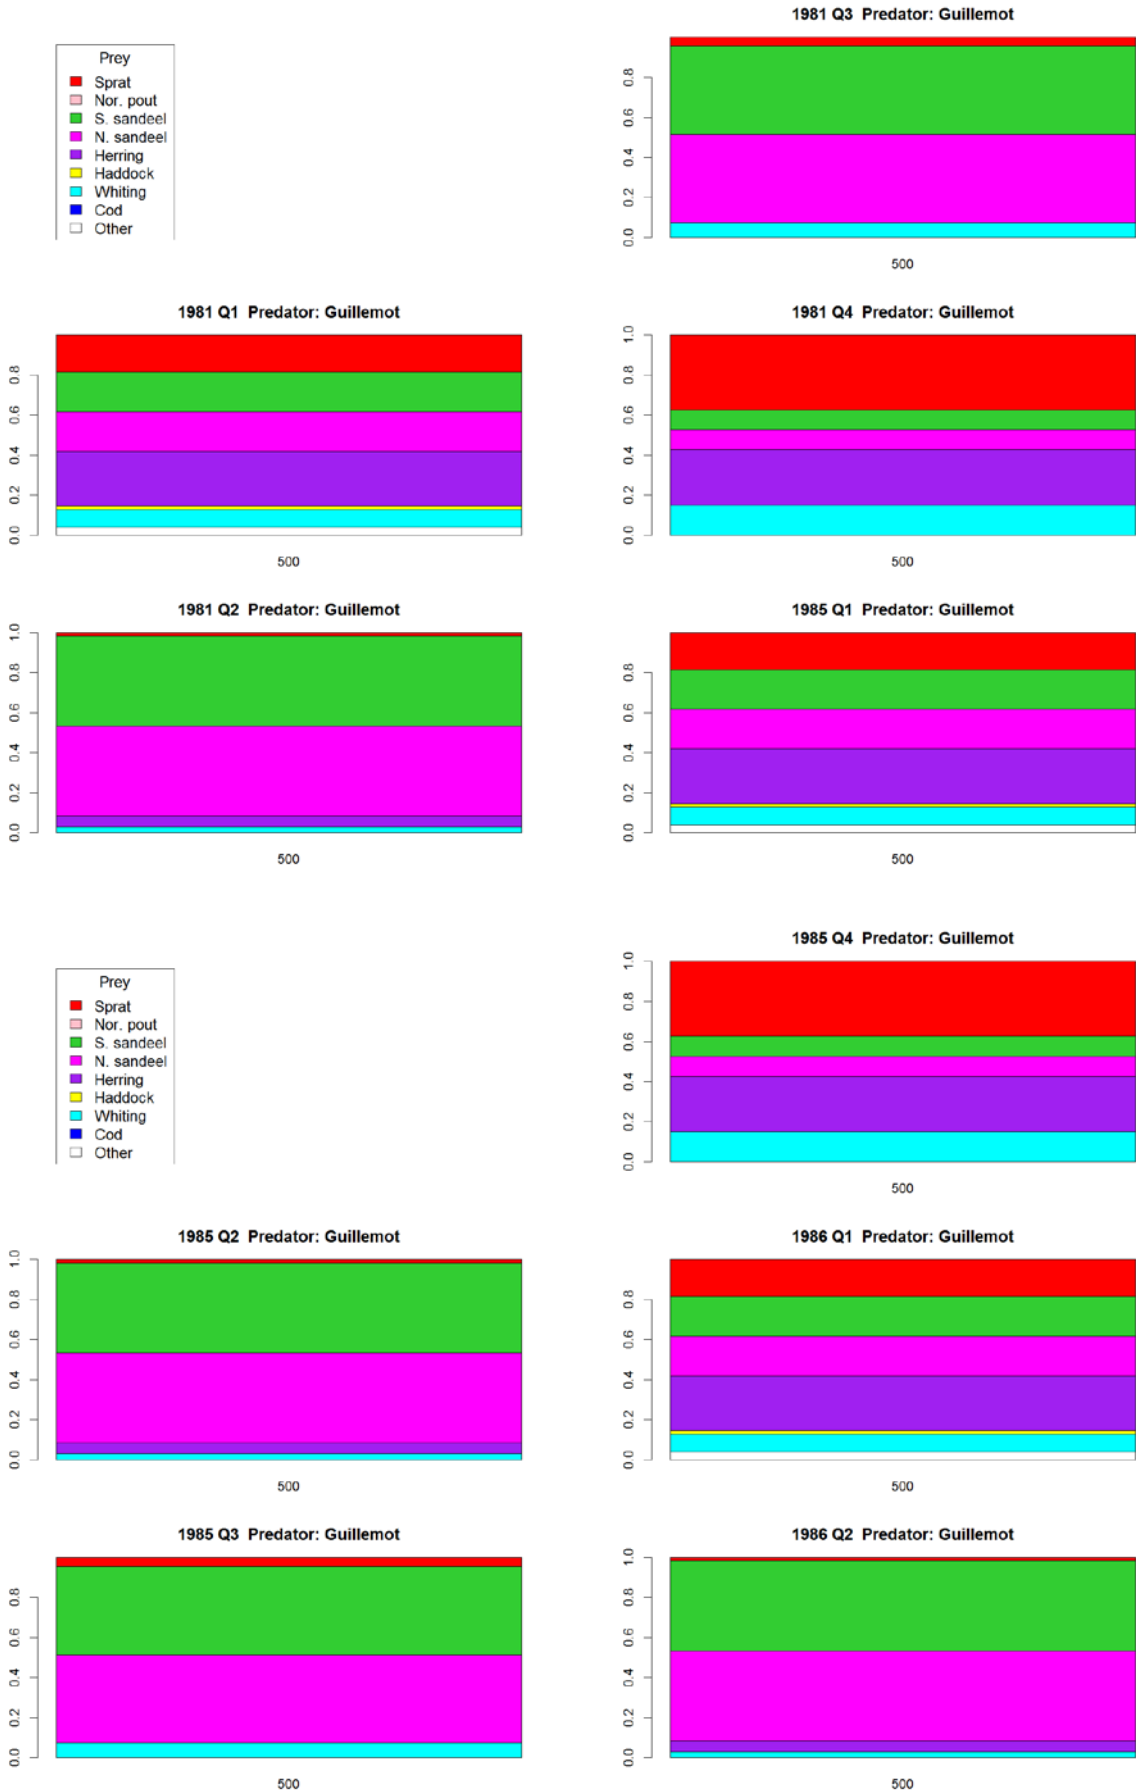 1981 Q3 Predator: Guillemot
Prey
Sprat
Nor. pout
S. sandeel
N. sandeel
Herring
Haddock
Whiting
Cod
Other
0.8
0.6
0.4
0.2
0.0
500
1981 Q1 Predator: Guillemot
0.8
0.6
0.4
0.2
0.0
500
1981 Q4 Predator: Guillemot
1.0
0.8
0.6
0.4
0.2
0.0
500
1981 Q2 Predator: Guillemot
1.0
0.8
0.6
0.4
0.2
0.0
500
1985 Q1 Predator: Guillemot
0.8
0.6
0.4
0.2
0.0
500
Prey
Sprat
Nor. pout
S. sandeel
N. sandeel
Herring
Haddock
Whiting
Cod
Other
1985 Q4 Predator: Guillemot
1.0
0.8
0.6
0.4
0.2
0.0
500
1985 Q2 Predator: Guillemot
1.0
0.8
0.6
0.4
0.2
0.0
500
1986 Q1 Predator: Guillemot
0.8
0.6
0.4
0.2
0.0
500
1985 Q3 Predator: Guillemot
0.8
0.6
0.4
0.2
0.0
500
1986 Q2 Predator: Guillemot
1.0
0.8
0.6
0.4
0.2
0.0
500